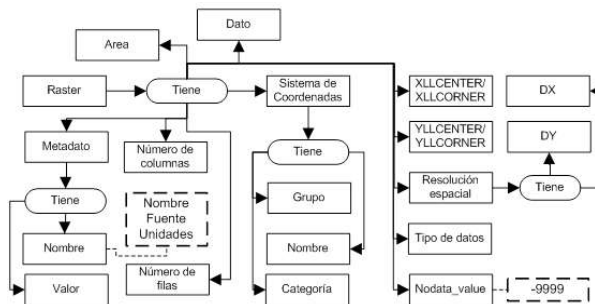 Dato
Area
Raster
Tiene
Sistema de
Coordenadas
XLLCENTER/
XLLCORNER
DX
Metadato
Número de
columnas
Tiene
YLLCENTER/
YLLCORNER
DY
Tiene
Nombre
Fuente
Unidades
Grupo
Resolución
espacial
Tiene
Nombre
Nombre
Tipo de datos
Valor
Número
de filas
Categoría
Nodata_value
-9999